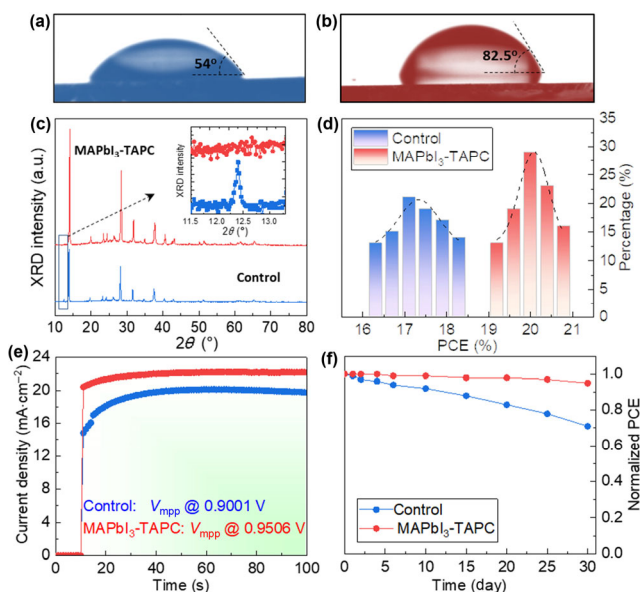 (a)
54°
(b)
82.5°
(c)
MAPbI₃-TAPC
Control
XRD intensity (a.u.)
10 20 30 40 50 60 70 80
2θ (°)
XRD intensity
11.5 12.0 12.5 13.0
2θ (°)
(d)
Control
MAPbI₃-TAPC
35
30
25
20
15
10
5
0
Percentage (%)
16 17 18 19 20 21
PCE (%)
(e)
24
20
16
12
8
4
0
Current density (mA·cm⁻²)
Control: Vmpp @ 0.9001 V
MAPbI₃-TAPC: Vmpp @ 0.9506 V
0 20 40 60 80 100
Time (s)
(f)
1.0
0.8
0.6
0.4
0.2
0.0
Normalized PCE
Control
MAPbI₃-TAPC
0 5 10 15 20 25 30
Time (day)